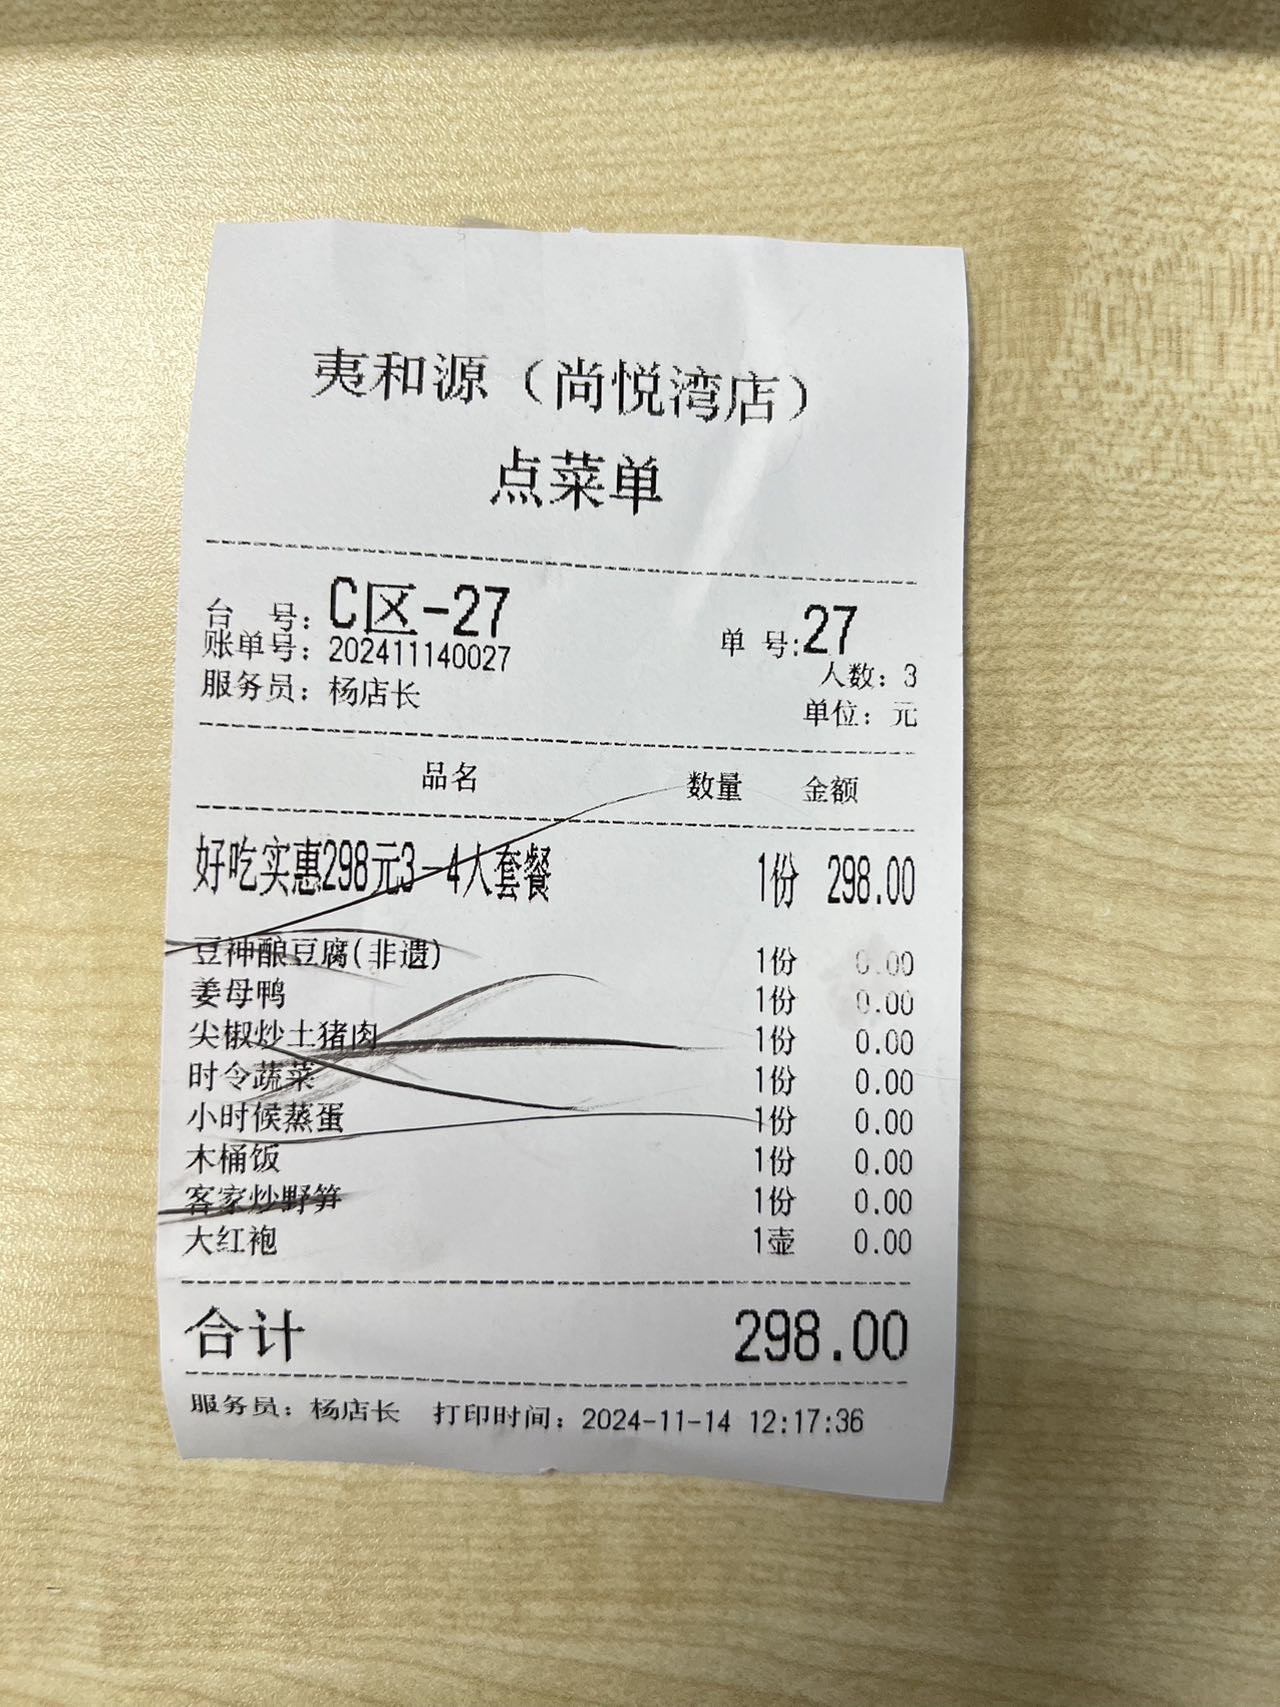 夷和源（尚悦湾店）
点菜单
台 号：C区-27 单 号:27
账单号：202411140027 人数：3
服务员：杨店长 单位：元
品名 数量 金额
好吃实惠298元3-4人套餐 1份 298.00
豆神酿豆腐(非遗) 1份 0.00
姜母鸭 1份 0.00
尖椒炒土猪肉 1份 0.00
时令蔬菜 1份 0.00
小时候蒸蛋 1份 0.00
木桶饭 1份 0.00
客家炒野笋 1份 0.00
大红袍 1壶 0.00
合计 298.00
服务员：杨店长 打印时间：2024-11-14 12:17:36